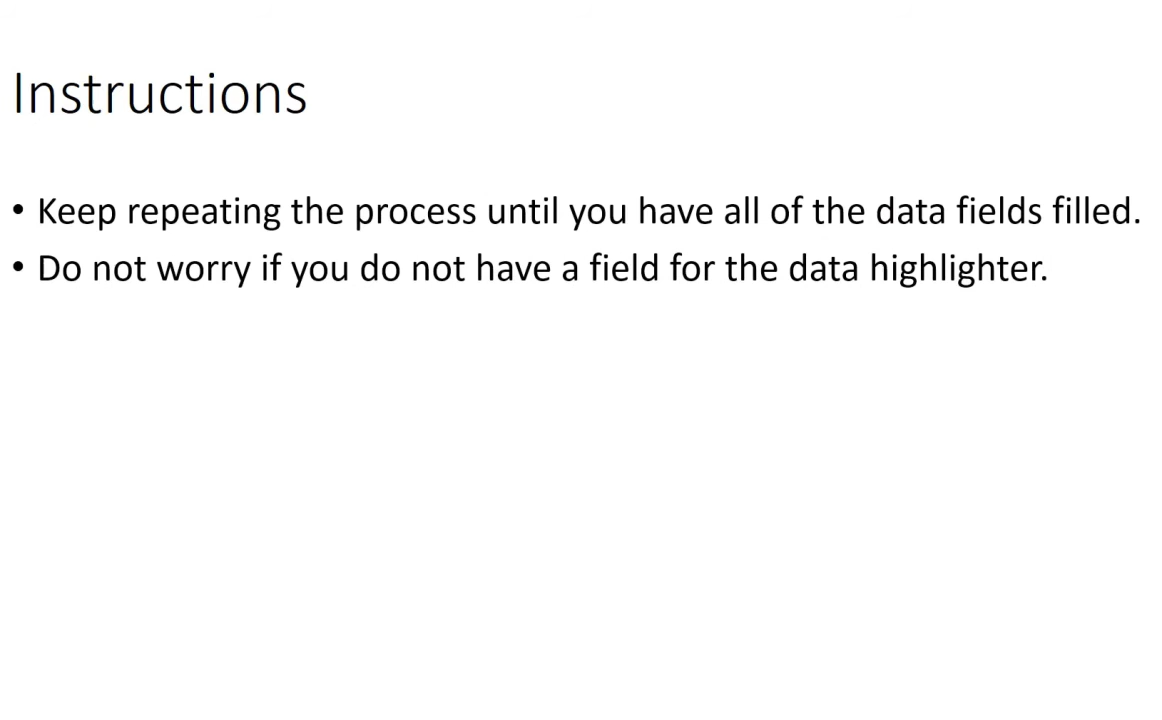 Instructions
• Keep repeating the process until you have all of the data fields filled.
• Do not worry if you do not have a field for the data highlighter.